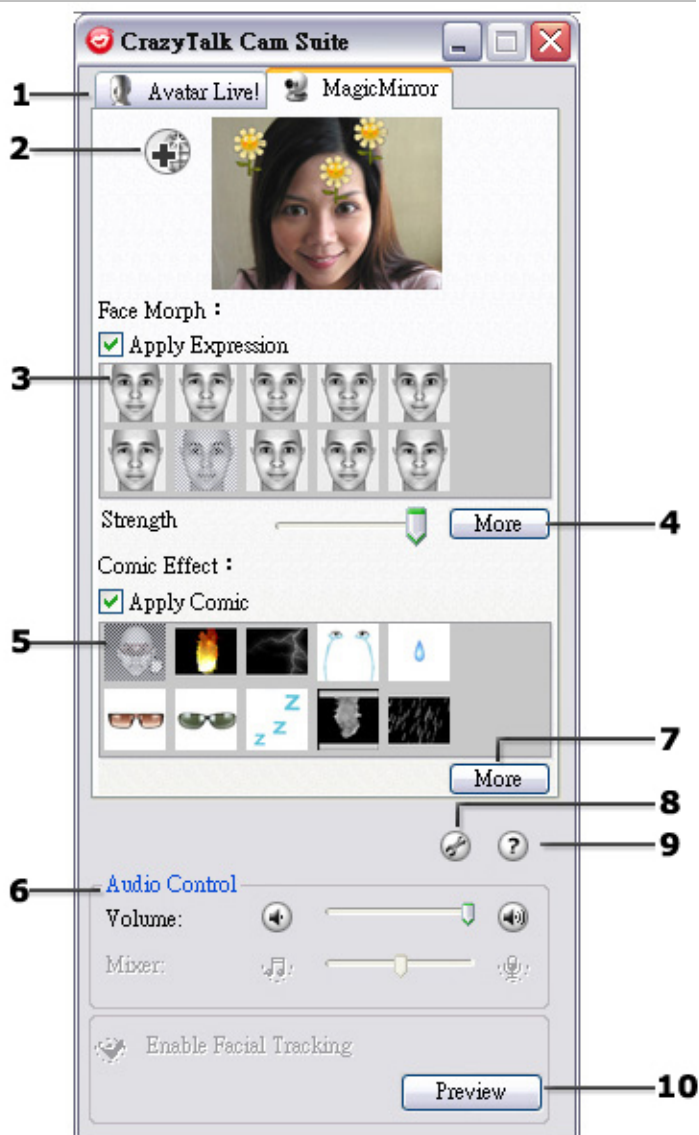 CrazyTalk Cam Suite
1 Avatar Live! MagicMirror
2
Face Morph :
Apply Expression
3
Strength More 4
Comic Effect :
Apply Comic
5
Z
z
z
7
More
8
? 9
6 Audio Control
Volume:
Mixer:
Enable Facial Tracking
Preview 10